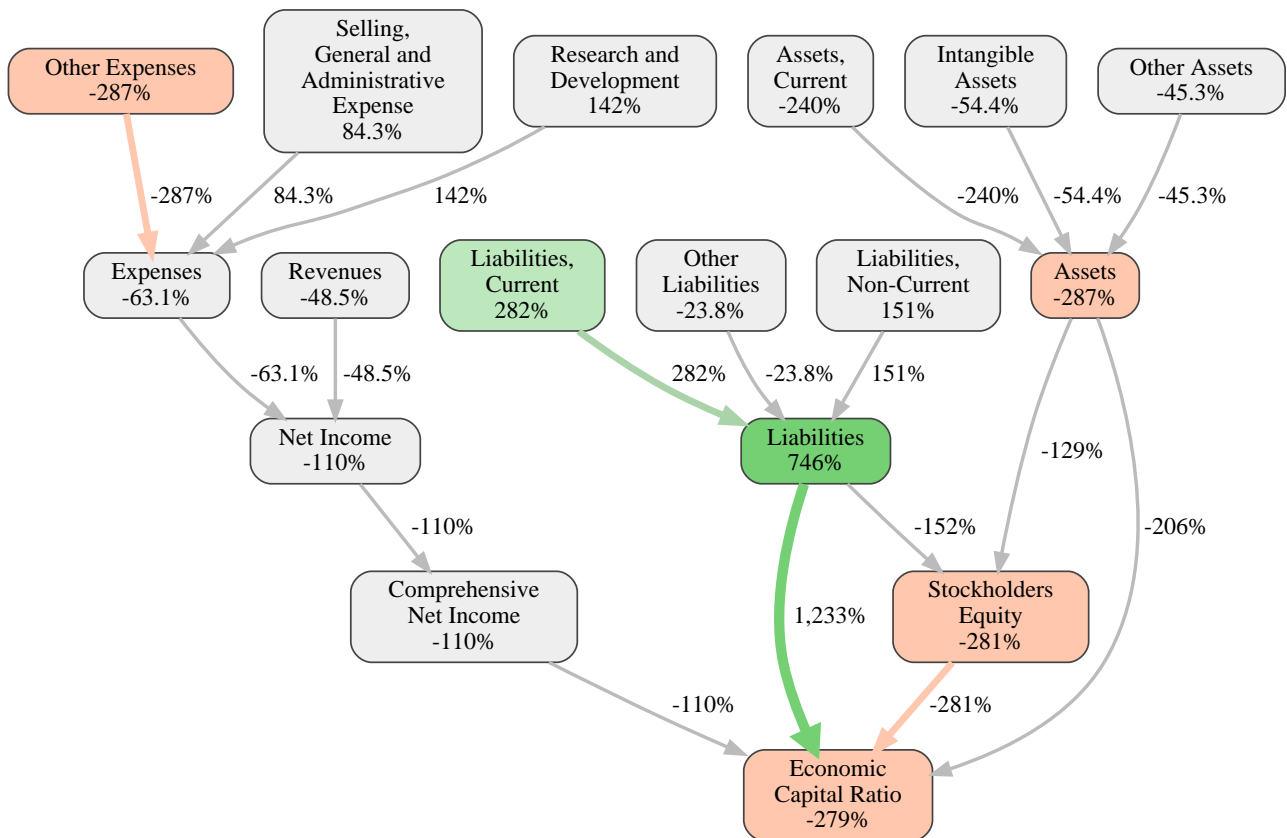 Other Expenses
-287%
Selling,
General and
Administrative
Expense
84.3%
Research and
Development
142%
Assets,
Current
-240%
Intangible
Assets
-54.4%
Other Assets
-45.3%
-287%
84.3%
142%
-240%
-54.4%
-45.3%
Expenses
-63.1%
Revenues
-48.5%
Liabilities,
Current
282%
Other
Liabilities
-23.8%
Liabilities,
Non-Current
151%
Assets
-287%
-63.1%
-48.5%
282%
-23.8%
151%
Net Income
-110%
Liabilities
746%
-129%
-110%
-152%
-206%
Comprehensive
Net Income
-110%
1,233%
Stockholders
Equity
-281%
-110%
-281%
Economic
Capital Ratio
-279%